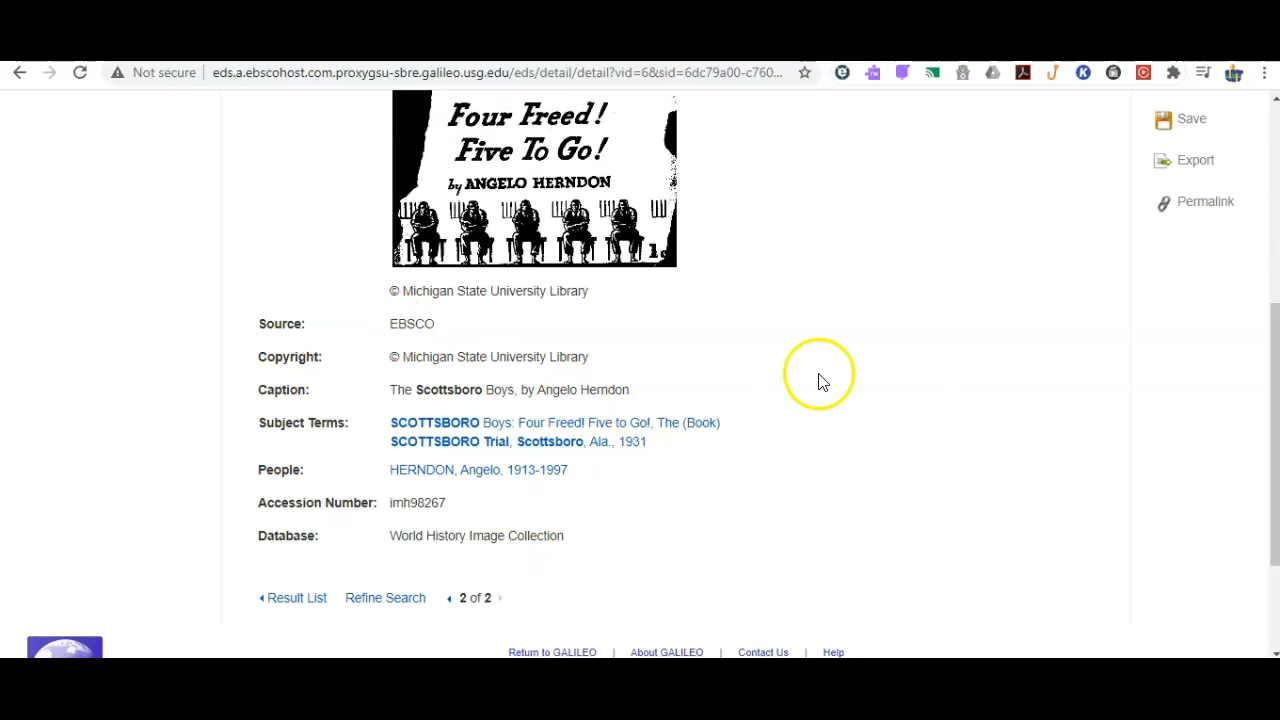 Not secure eds.a.ebscohost.com.proxygsu-sbre.galileo.usg.edu/eds/detail/detail?vid=6&sid=6dc79a00-c760...
Four Freed!
Five To Go!
by ANGELO HERNDON
© Michigan State University Library
Source: EBSCO
Copyright: © Michigan State University Library
Caption: The Scottsboro Boys, by Angelo Herndon
Subject Terms: SCOTTSBORO Boys: Four Freed! Five to Go!, The (Book)
SCOTTSBORO Trial, Scottsboro, Ala., 1931
People: HERNDON, Angelo, 1913-1997
Accession Number: imh98267
Database: World History Image Collection
Result List Refine Search 2 of 2
Save
Export
Permalink
Return to GALILEO | About GALILEO | Contact Us | Help